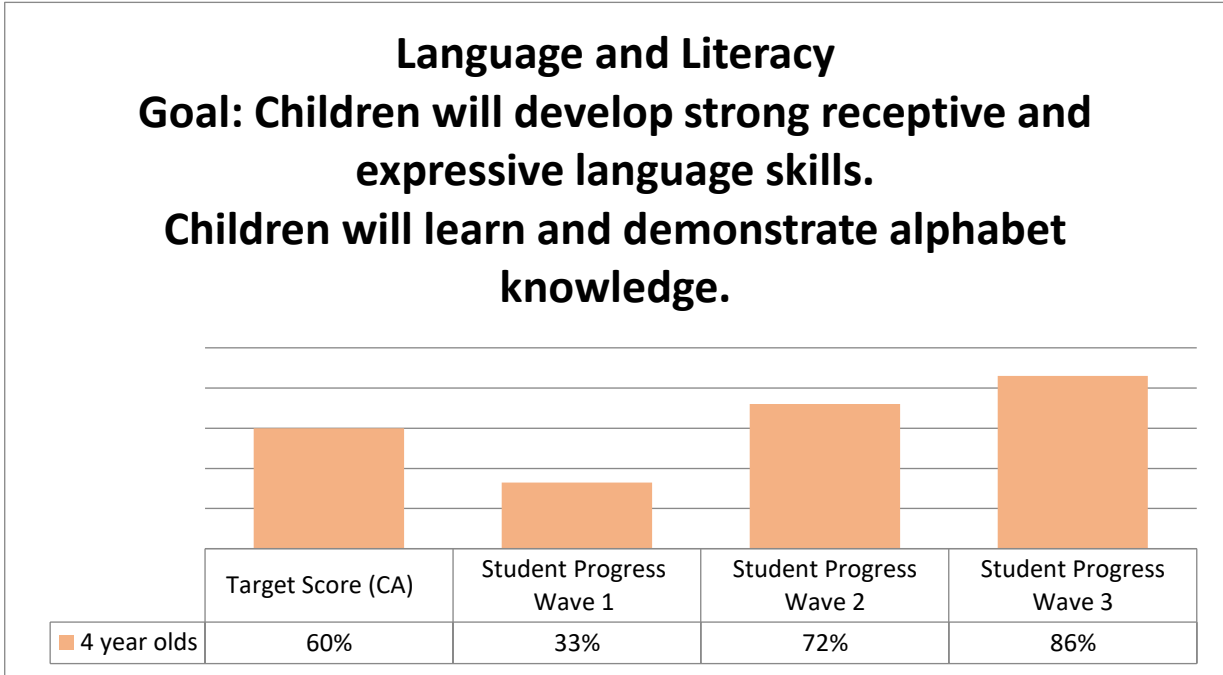 Language and Literacy
Goal: Children will develop strong receptive and
expressive language skills.
Children will learn and demonstrate alphabet
knowledge.
Target Score (CA)
Student Progress
Wave 1
Student Progress
Wave 2
Student Progress
Wave 3
4 year olds 60% 33% 72% 86%